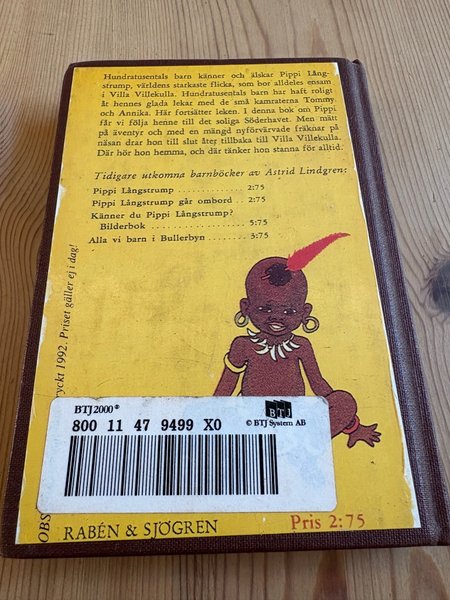 Hundratusentals barn känner och älskar Pippi Lång-
strump, världens starkaste flicka, som bor alldeles ensam
i Villa Villekulla. Hundratusentals barn har haft roligt
åt hennes glada lekar med de små kamraterna Tommy
och Annika. Här fortsätter leken. I denna bok om Pippi
får vi följa henne till det soliga Söderhavet. Men mätt
på äventyr och med en mängd nyförvärvade fräknar på
näsan drar hon till slut åter tillbaka till Villa Villekulla.
Där hör hon hemma, och där tänker hon stanna för alltid.
Tidigare utkomna barnböcker av Astrid Lindgren:
Pippi Långstrump .............. 2:75
Pippi Långstrump går ombord .. 2:75
Känner du Pippi Långstrump?
Bilderbok .................... 5:75
Alla vi barn i Bullerbyn ........ 3:75
OBS
ryckt 1992. Priset gäller ej i dag!
BTJ2000®
800 11 47 9499 X0
BTJ
© BTJ System AB
RABÉN & SJÖGREN
Pris 2:75